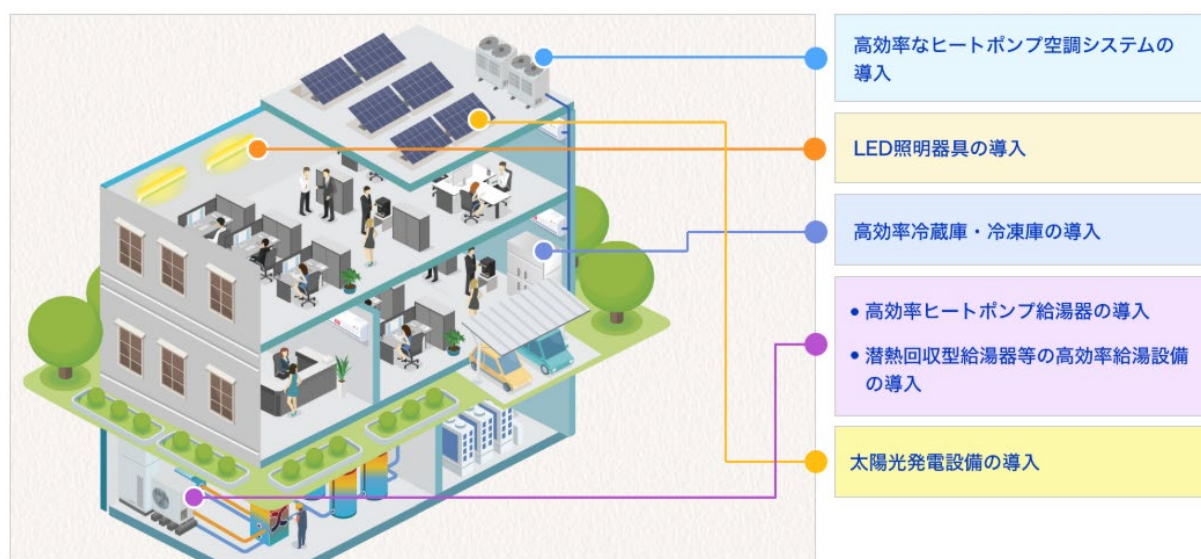 高効率なヒートポンプ空調システムの
導入
LED照明器具の導入
高効率冷蔵庫・冷凍庫の導入
• 高効率ヒートポンプ給湯器の導入
• 潜熱回収型給湯器等の高効率給湯設備
の導入
太陽光発電設備の導入